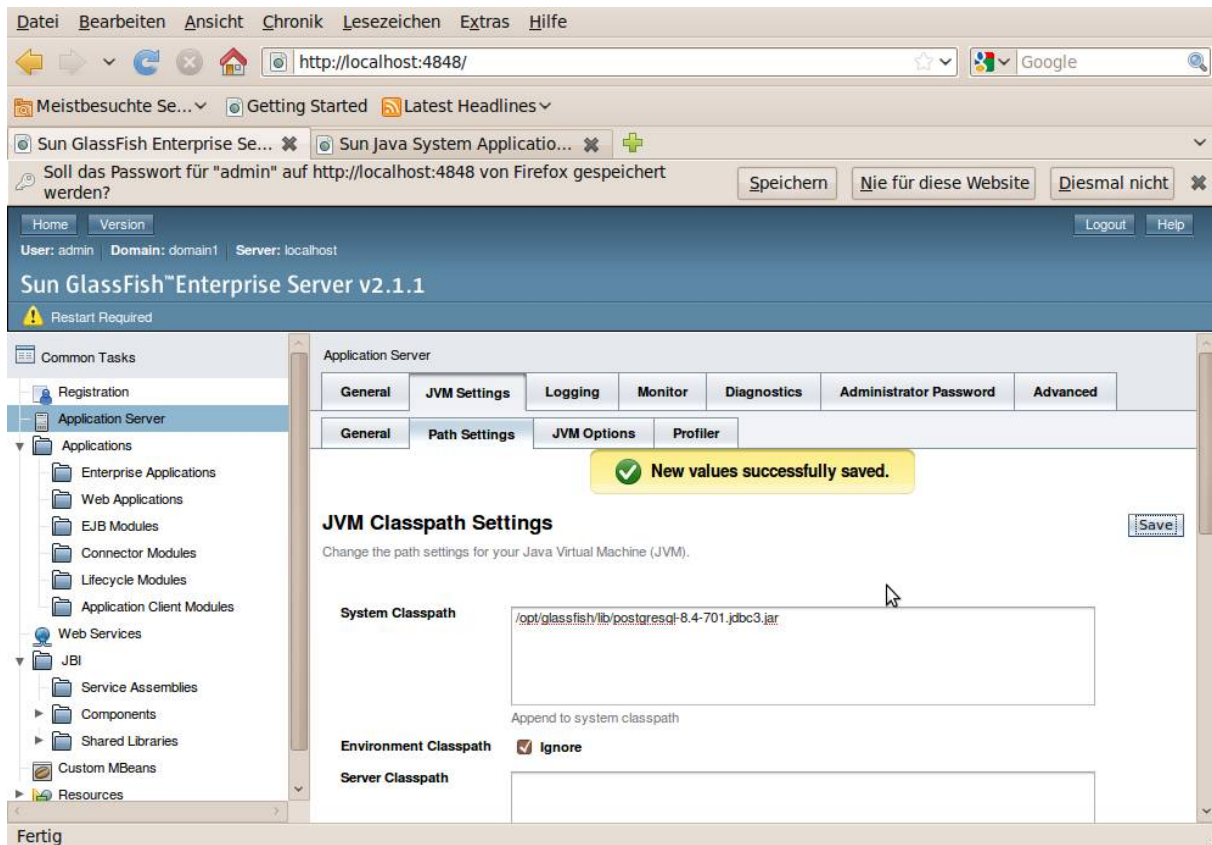 Datei Bearbeiten Ansicht Chronik Lesezeichen Extras Hilfe
http://localhost:4848/ Google
Meistbesuchte Se... Getting Started Latest Headlines
Sun GlassFish Enterprise Se... Sun Java System Applicatio...
Soll das Passwort für "admin" auf http://localhost:4848 von Firefox gespeichert
werden?
Speichern Nie für diese Website Diesmal nicht
Home Version Logout Help
User: admin Domain: domain1 Server: localhost
Sun GlassFish™Enterprise Server v2.1.1
Restart Required
Common Tasks
Registration
Application Server
Applications
Enterprise Applications
Web Applications
EJB Modules
Connector Modules
Lifecycle Modules
Application Client Modules
Web Services
JBI
Service Assemblies
Components
Shared Libraries
Custom MBeans
Resources
Application Server
General JVM Settings Logging Monitor Diagnostics Administrator Password Advanced
General Path Settings JVM Options Profiler
New values successfully saved.
JVM Classpath Settings
Save
Change the path settings for your Java Virtual Machine (JVM).
System Classpath
/opt/glassfish/lib/postgresql-8.4-701.jdbc3.jar
Append to system classpath
Environment Classpath Ignore
Server Classpath
Fertig